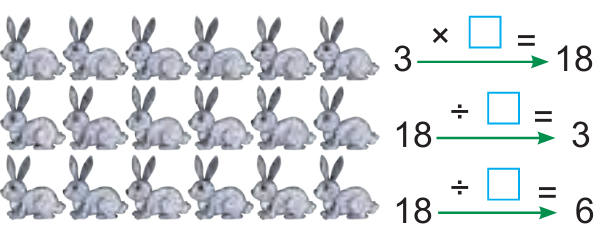 3 × □ = 18
18 ÷ □ = 3
18 ÷ □ = 6